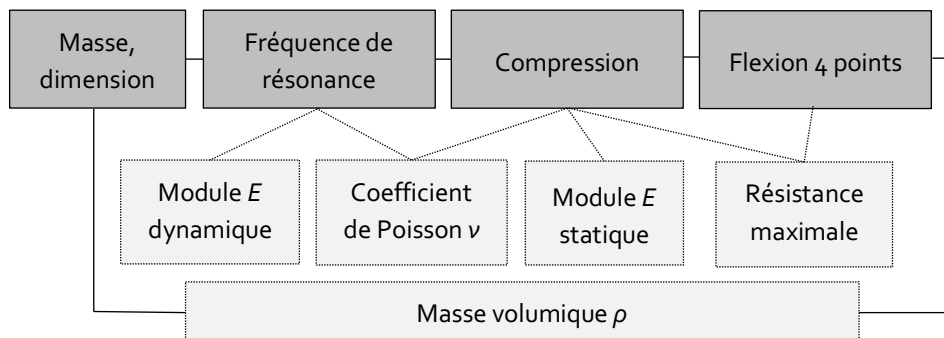 Masse,
dimension
Fréquence de
résonance
Compression
Flexion 4 points
Module E
dynamique
Coefficient
de Poisson ν
Module E
statique
Résistance
maximale
Masse volumique ρ